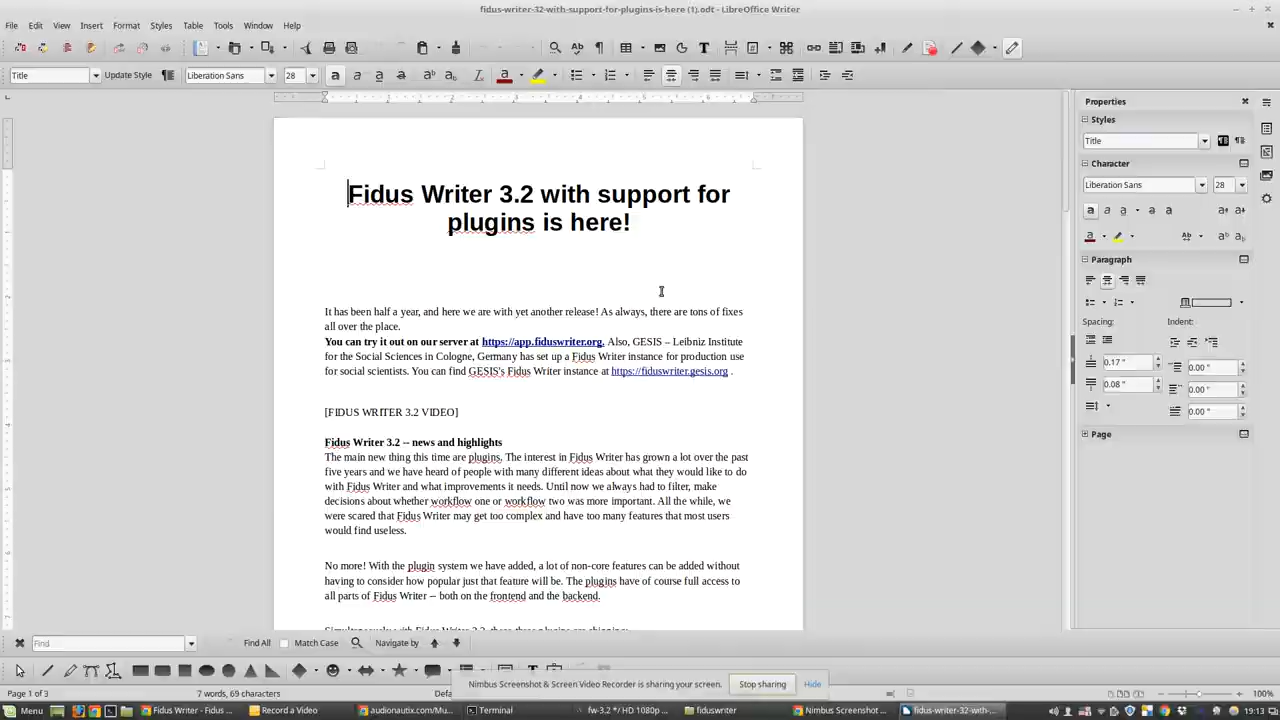 fidus-writer-32-with-support-for-plugins-is-here (1).odt - LibreOffice Writer
File Edit View Insert Format Styles Table Tools Window Help
Title Update Style Liberation Sans 28
Properties
Styles
Title
Character
Liberation Sans 28
Paragraph
Spacing: Indent:
0.17 " 0.00 "
0.08 " 0.00 "
0.00 "
Page
Fidus Writer 3.2 with support for
plugins is here!
It has been half a year, and here we are with yet another release! As always, there are tons of fixes
all over the place.
You can try it out on our server at https://app.fiduswriter.org. Also, GESIS – Leibniz Institute
for the Social Sciences in Cologne, Germany has set up a Fidus Writer instance for production use
for social scientists. You can find GESIS's Fidus Writer instance at https://fiduswriter.gesis.org .
[FIDUS WRITER 3.2 VIDEO]
Fidus Writer 3.2 -- news and highlights
The main new thing this time are plugins. The interest in Fidus Writer has grown a lot over the past
five years and we have heard of people with many different ideas about what they would like to do
with Fidus Writer and what improvements it needs. Until now we always had to filter, make
decisions about whether workflow one or workflow two was more important. All the while, we
were scared that Fidus Writer may get too complex and have too many features that most users
would find useless.
No more! With the plugin system we have added, a lot of non-core features can be added without
having to consider how popular just that feature will be. The plugins have of course full access to
all parts of Fidus Writer -- both on the frontend and the backend.
Find Find All Match Case Navigate by
Nimbus Screenshot & Screen Video Recorder is sharing your screen. Stop sharing Hide
Page 1 of 3 7 words, 69 characters Defa 100%
Menu Fidus Writer - Fidus ... Record a Video audionautix.com/Mu... Terminal fw-3.2 */ HD 1080p ... fiduswriter Nimbus Screenshot ... fidus-writer-32-with-... 19:13